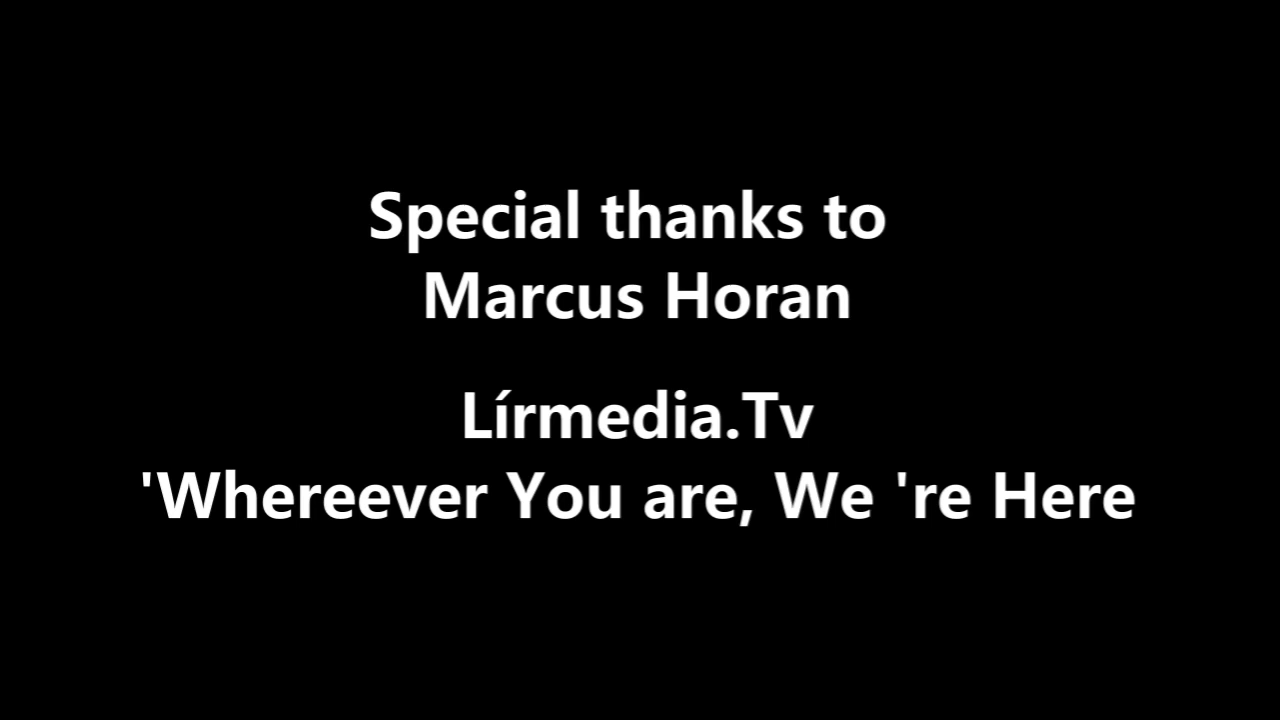 Special thanks to
Marcus Horan
Lírmedia.Tv
'Whereever You are, We 're Here